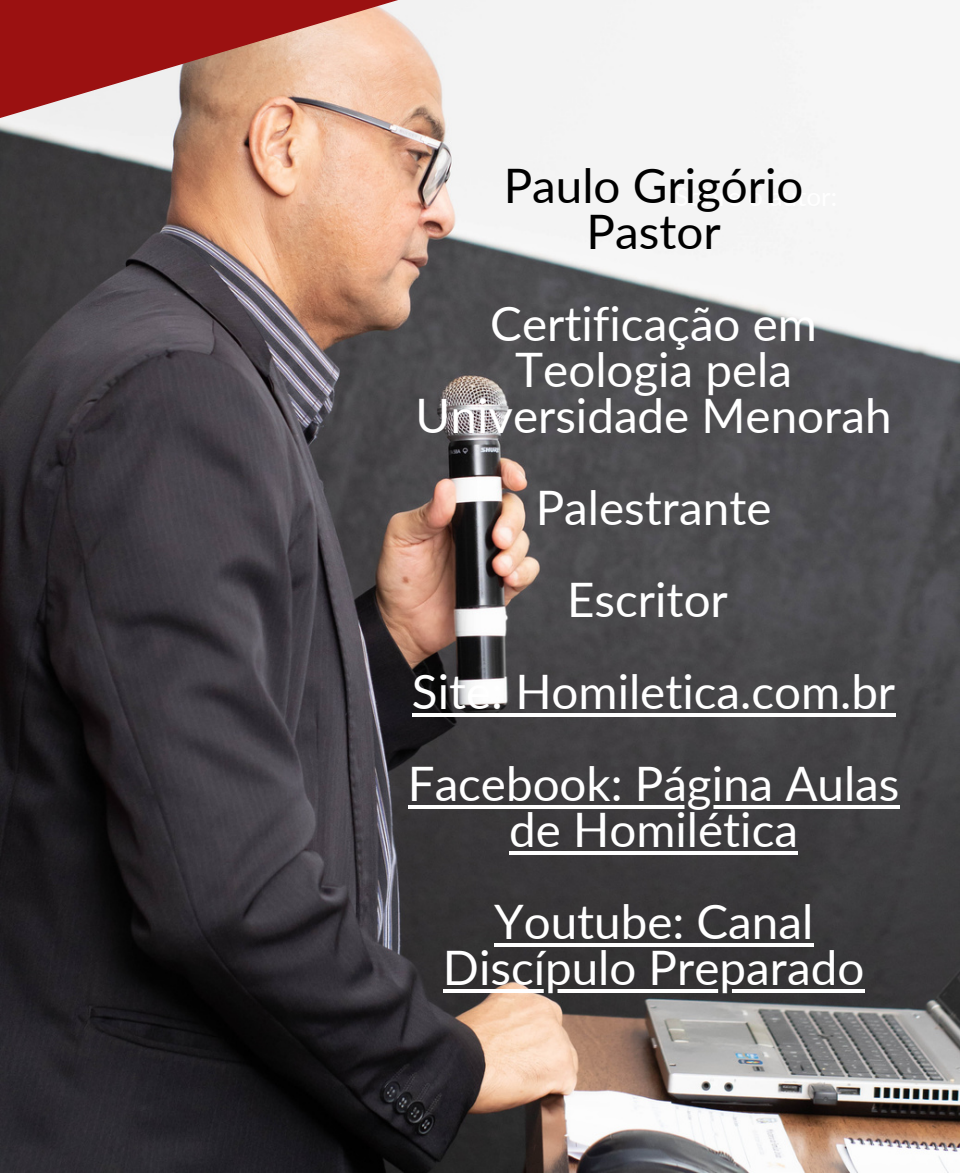 Paulo Grigório
Pastor
Certificação em
Teologia pela
Universidade Menorah
Palestrante
Escritor
Site: Homiletica.com.br
Facebook: Página Aulas
de Homilética
Youtube: Canal
Discípulo Preparado
SHURE